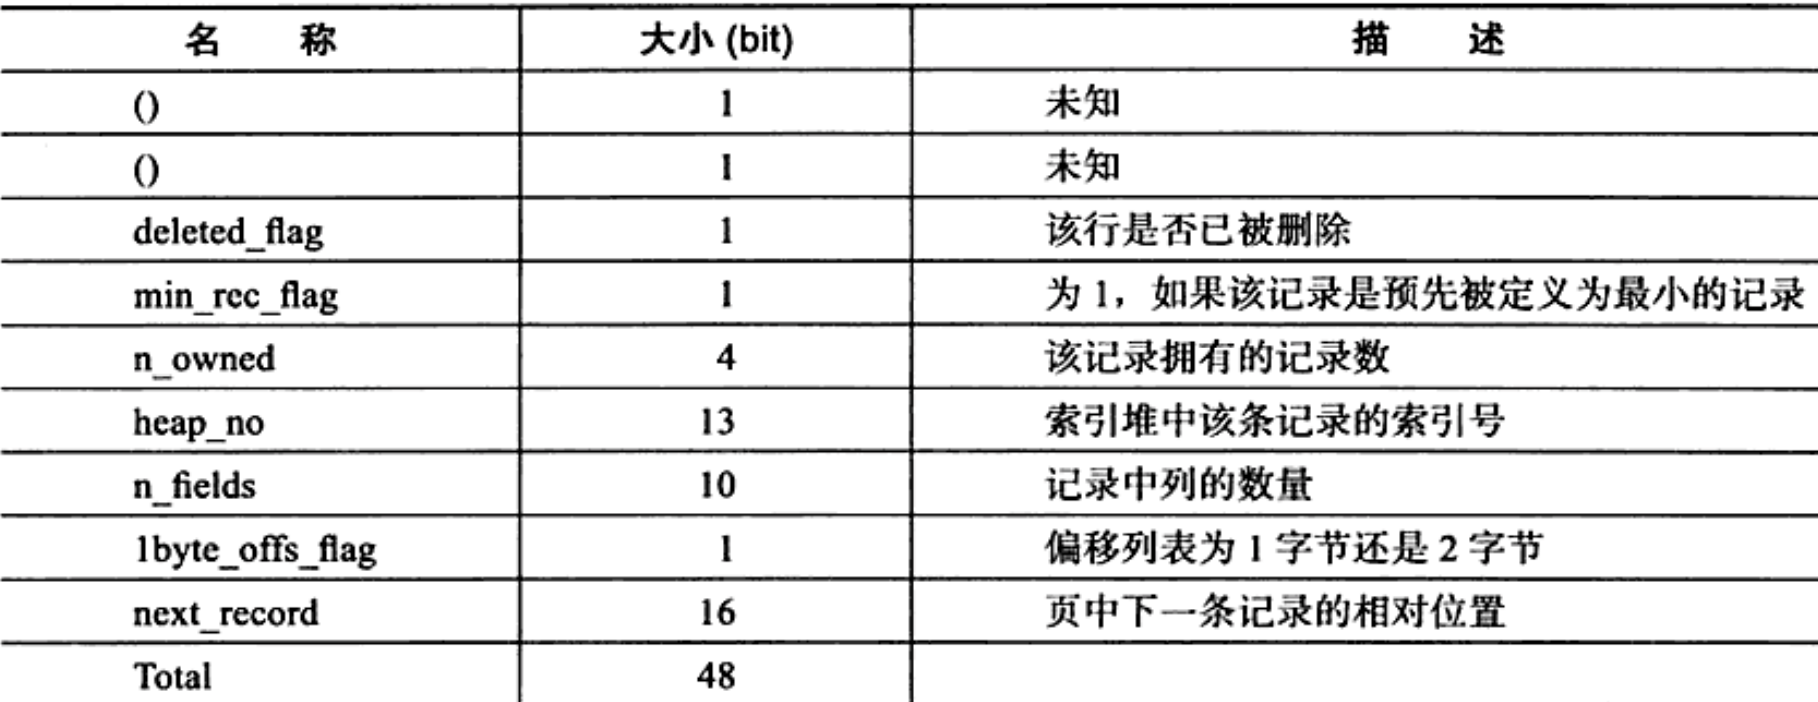 名 称 大小 (bit) 描 述
() 1 未知
() 1 未知
deleted_flag 1 该行是否已被删除
min_rec_flag 1 为 1，如果该记录是预先被定义为最小的记录
n_owned 4 该记录拥有的记录数
heap_no 13 索引堆中该条记录的索引号
n_fields 10 记录中列的数量
1byte_offs_flag 1 偏移列表为 1 字节还是 2 字节
next_record 16 页中下一条记录的相对位置
Total 48